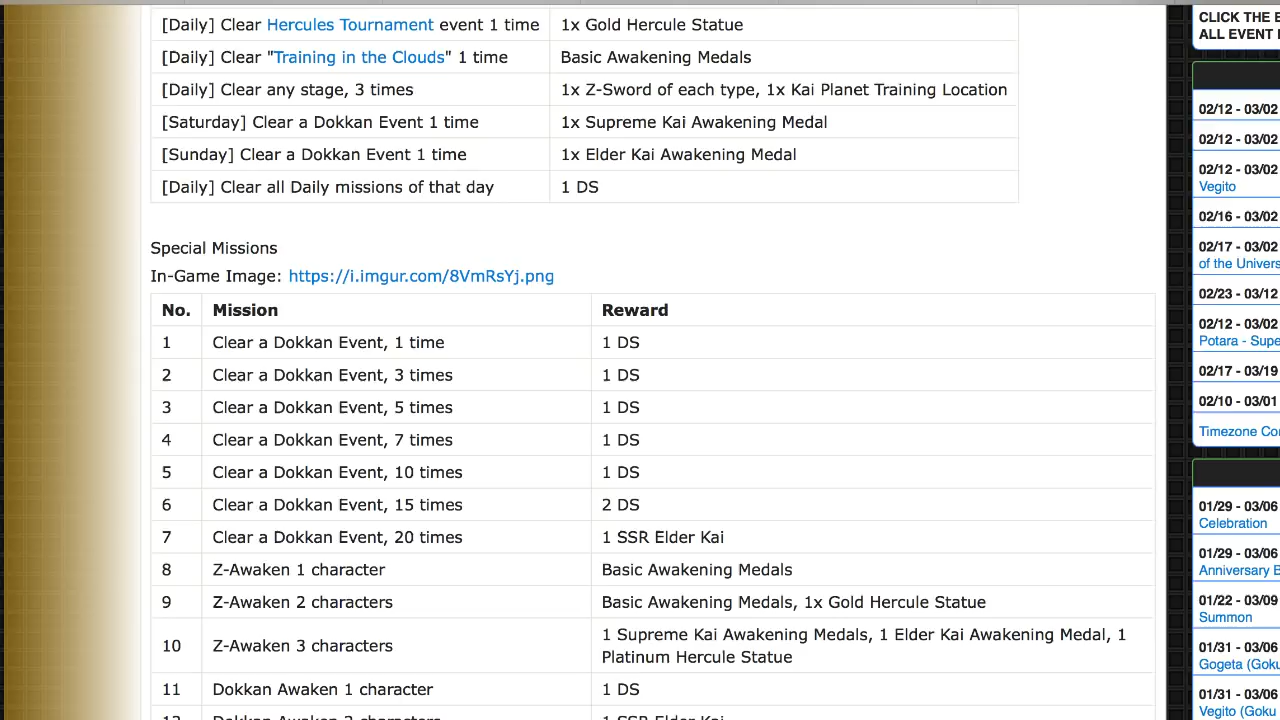 [Daily] Clear Hercules Tournament 1 time 1x Gold Hercule Statue
[Daily] Clear "Training in the Clouds" 1 time Basic Awakening Medals
[Daily] Clear any stage, 3 times 1x Z-Sword of each type, 1x Kai Planet Training Location
[Saturday] Clear a Dokkan Event 1 time 1x Supreme Kai Awakening Medal
[Sunday] Clear a Dokkan Event 1 time 1x Elder Kai Awakening Medal
[Daily] Clear all Daily missions of that day 1 DS
Special Missions
In-Game Image: https://i.imgur.com/8VmRsYj.png
No. Mission Reward
1 Clear a Dokkan Event, 1 time 1 DS
2 Clear a Dokkan Event, 3 times 1 DS
3 Clear a Dokkan Event, 5 times 1 DS
4 Clear a Dokkan Event, 7 times 1 DS
5 Clear a Dokkan Event, 10 times 1 DS
6 Clear a Dokkan Event, 15 times 2 DS
7 Clear a Dokkan Event, 20 times 1 SSR Elder Kai
8 Z-Awaken 1 character Basic Awakening Medals
9 Z-Awaken 2 characters Basic Awakening Medals, 1x Gold Hercule Statue
10 Z-Awaken 3 characters 1 Supreme Kai Awakening Medals, 1 Elder Kai Awakening Medal, 1
Platinum Hercule Statue
11 Dokkan Awaken 1 character 1 DS
12 Dokkan Awaken 2 characters 1 SSR Elder Kai
CLICK THE
ALL EVENT
02/12 - 03/02
02/12 - 03/02
02/12 - 03/02
Vegito
02/16 - 03/02
02/17 - 03/02
of the Univers
02/23 - 03/12
02/12 - 03/02
Potara - Supe
02/17 - 03/19
02/10 - 03/01
Timezone Co
01/29 - 03/06
Celebration
01/29 - 03/06
Anniversary
01/22 - 03/09
Summon
01/31 - 03/06
Gogeta (Goku
01/31 - 03/06
Vegito (Goku